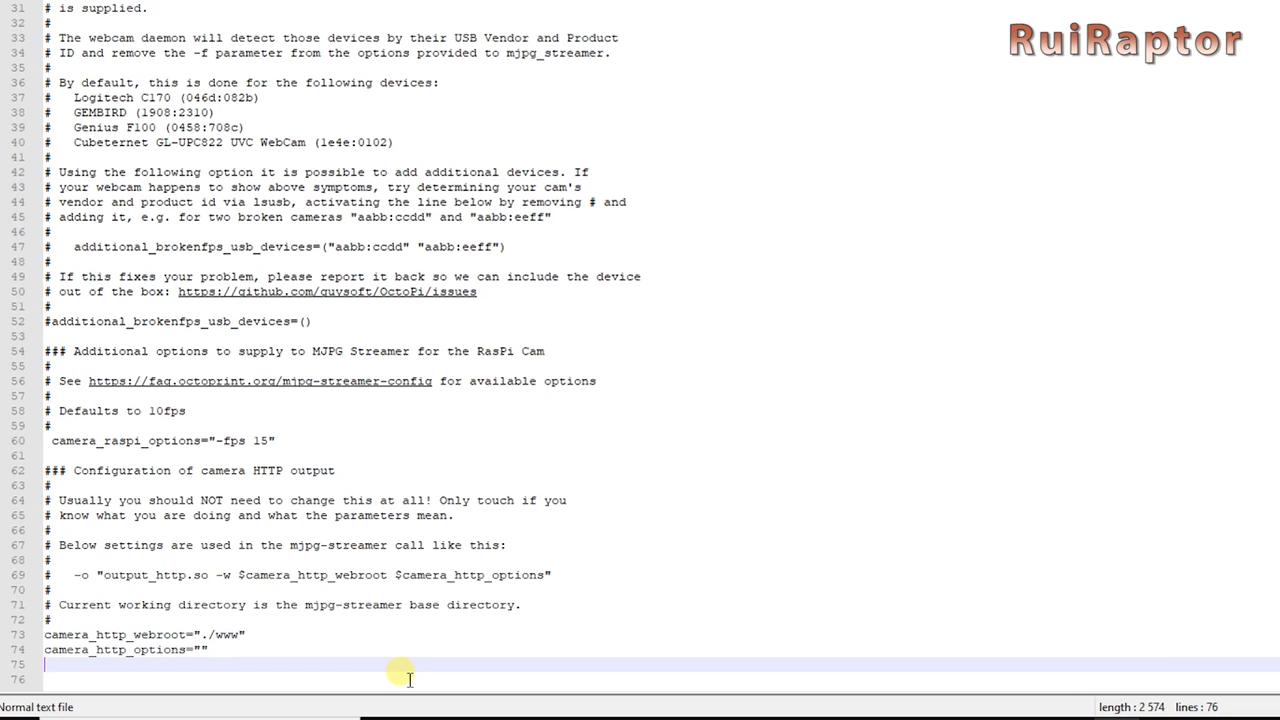 RuiRaptor
31 # is supplied.
32 #
33 # The webcam daemon will detect those devices by their USB Vendor and Product
34 # ID and remove the -f parameter from the options provided to mjpg_streamer.
35 #
36 # By default, this is done for the following devices:
37 #   Logitech C170 (046d:082b)
38 #   GEMBIRD (1908:2310)
39 #   Genius F100 (0458:708c)
40 #   Cubeternet GL-UPC822 UVC WebCam (1e4e:0102)
41 #
42 # Using the following option it is possible to add additional devices. If
43 # your webcam happens to show above symptoms, try determining your cam's
44 # vendor and product id via lsusb, activating the line below by removing # and
45 # adding it, e.g. for two broken cameras "aabb:ccdd" and "aabb:eeff"
46 #
47 #   additional_brokenfps_usb_devices=("aabb:ccdd" "aabb:eeff")
48 #
49 # If this fixes your problem, please report it back so we can include the device
50 # out of the box: https://github.com/guysoft/OctoPi/issues
51 #
52 #additional_brokenfps_usb_devices=()
53
54 ### Additional options to supply to MJPG Streamer for the RasPi Cam
55 #
56 # See https://faq.octoprint.org/mjpg-streamer-config for available options
57 #
58 # Defaults to 10fps
59 #
60  camera_raspi_options="-fps 15"
61
62 ### Configuration of camera HTTP output
63 #
64 # Usually you should NOT need to change this at all! Only touch if you
65 # know what you are doing and what the parameters mean.
66 #
67 # Below settings are used in the mjpg-streamer call like this:
68 #
69 #   -o "output_http.so -w $camera_http_webroot $camera_http_options"
70 #
71 # Current working directory is the mjpg-streamer base directory.
72 #
73 camera_http_webroot="./www"
74 camera_http_options=""
75
76
Normal text file length : 2 574 lines : 76